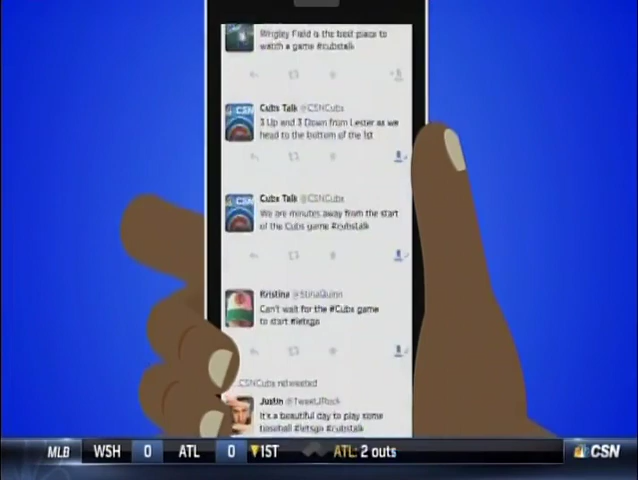 Wrigley Field is the best place to
watch a game #cubstalk
CSN
Cubs Talk @CSNCubs
3 Up and 3 Down from Lester as we
head to the bottom of the 1st
CSN
Cubs Talk @CSNCubs
We are minutes away from the start
of the Cubs game #cubstalk
Kristina @StinaQuinn
Can't wait for the #Cubs game
to start #letsgo
CSNCubs retweeted
Justin @TweetJRock
It's a beautiful day to play some
baseball #letsgo #cubstalk
MLB WSH 0 ATL 0 ▼1ST ATL: 2 outs CSN